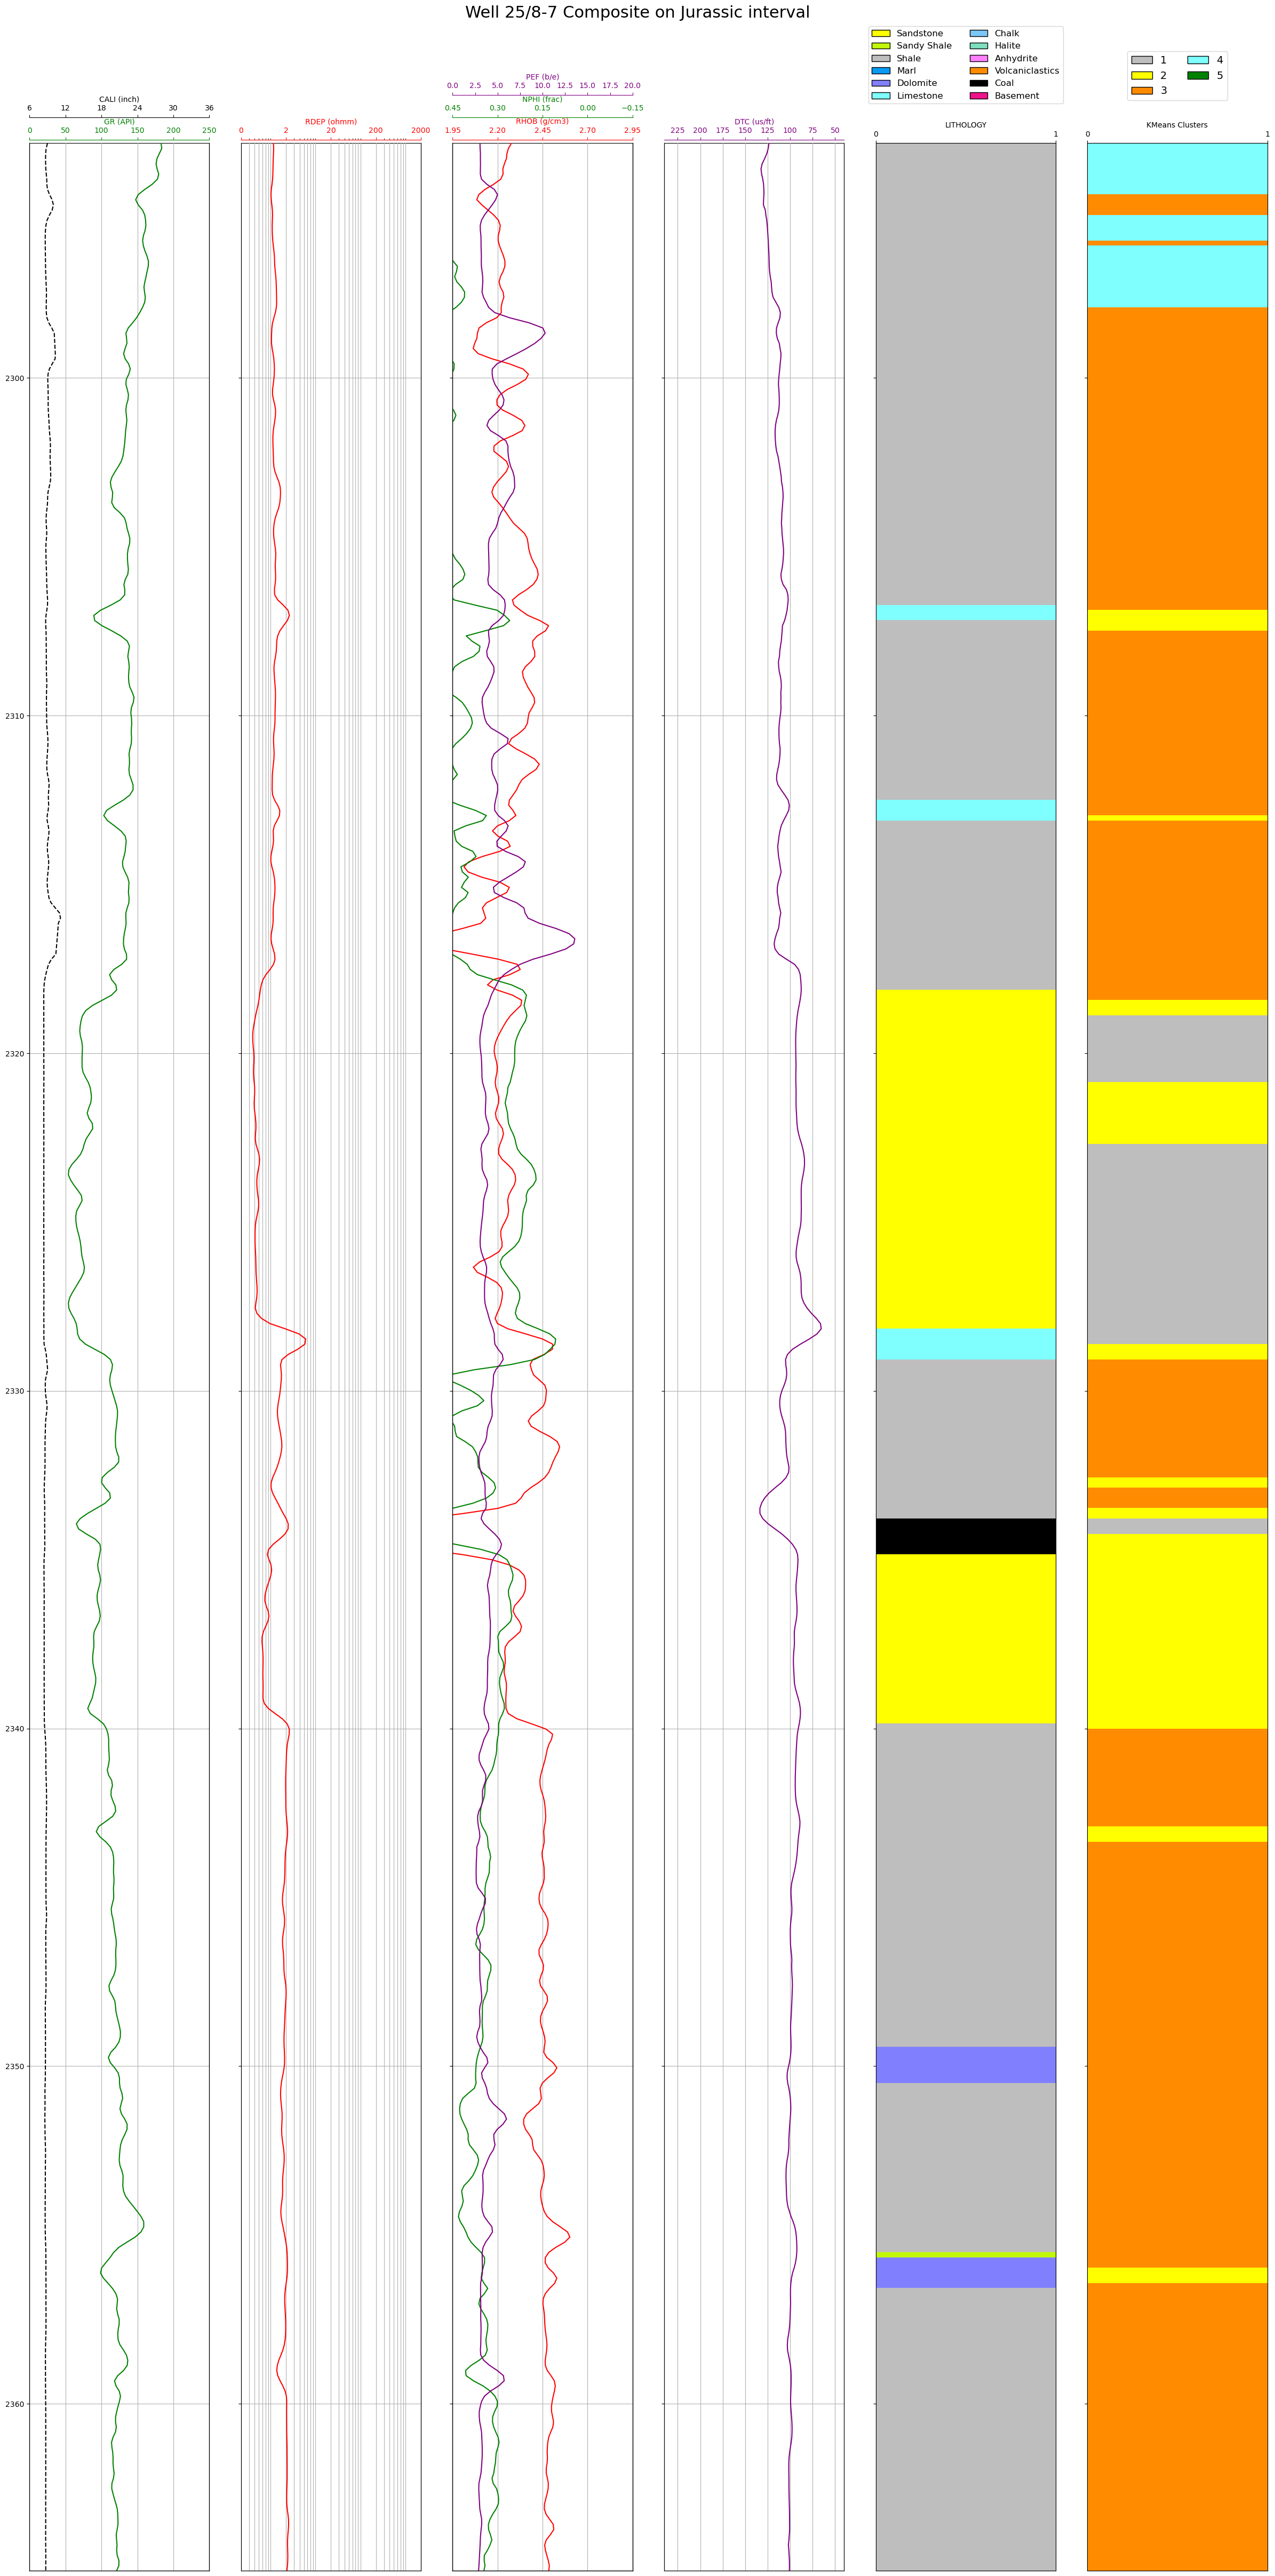 Well 25/8-7 Composite on Jurassic interval
Sandstone
Sandy Shale
Shale
Marl
Dolomite
Limestone
Chalk
Halite
Anhydrite
Volcaniclastics
Coal
Basement
1
2
3
4
5
PEF (b/e)
0.0 2.5 5.0 7.5 10.0 12.5 15.0 17.5 20.0
CALI (inch)
6 12 18 24 30 36
NPHI (frac)
0.45 0.30 0.15 0.00 −0.15
GR (API)
0 50 100 150 200 250
RDEP (ohmm)
0 2 20 200 2000
RHOB (g/cm3)
1.95 2.20 2.45 2.70 2.95
DTC (us/ft)
225 200 175 150 125 100 75 50
LITHOLOGY
0 1
KMeans Clusters
0 1
2300
2310
2320
2330
2340
2350
2360